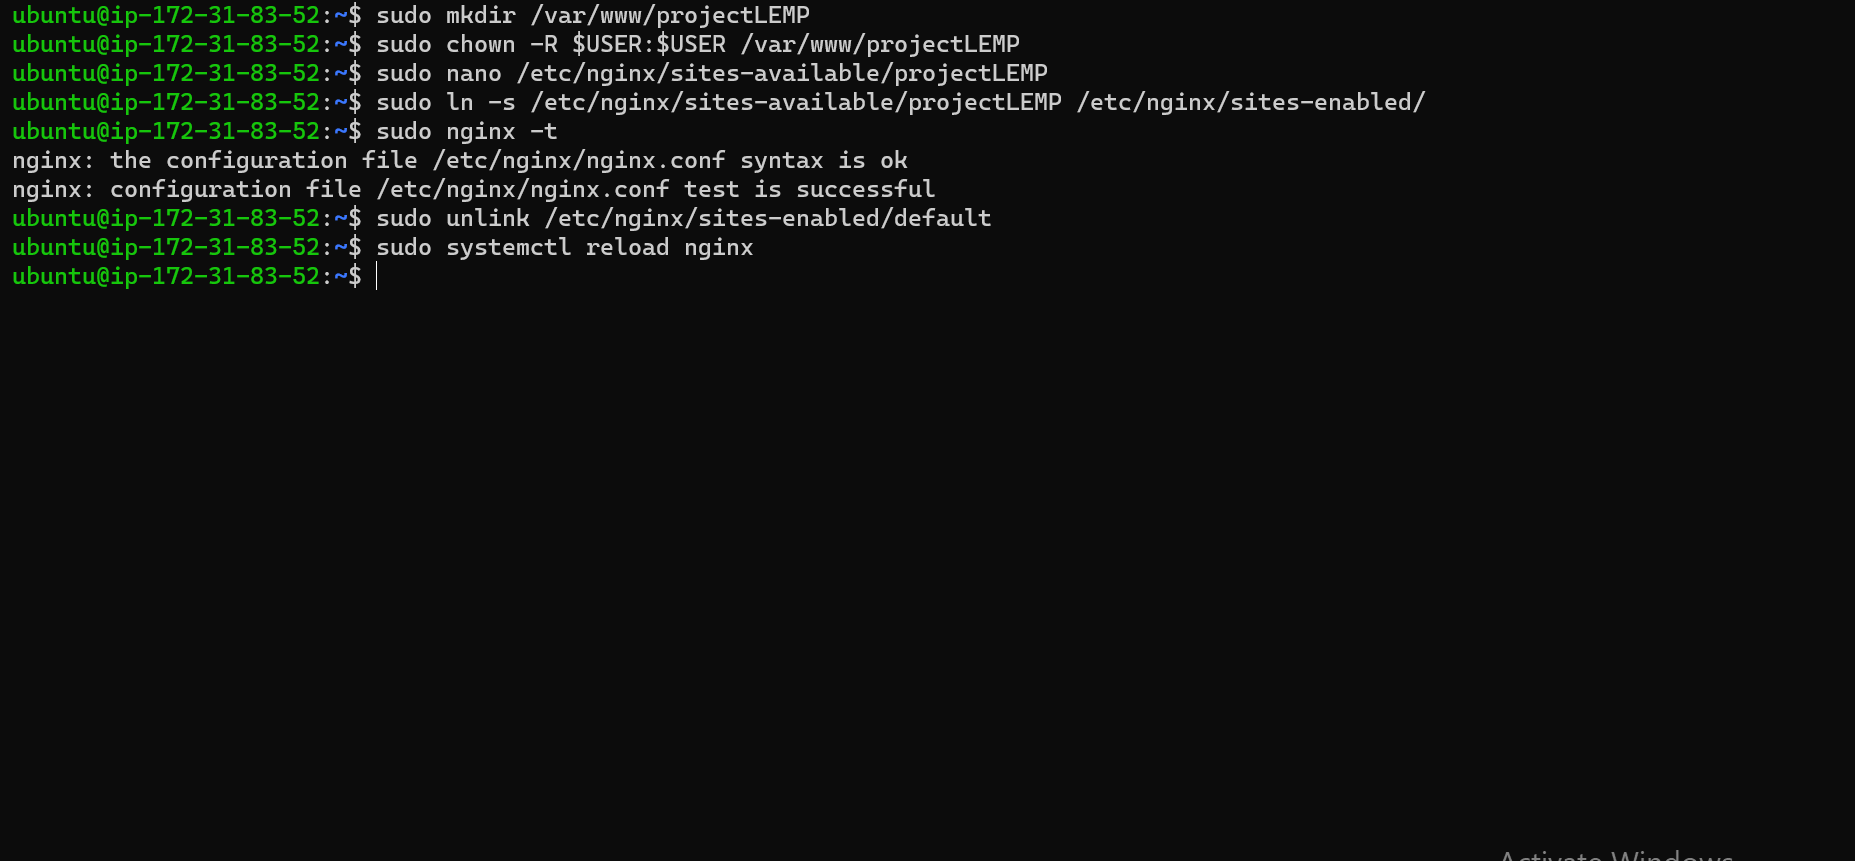 ubuntu@ip-172-31-83-52:~$ sudo mkdir /var/www/projectLEMP
ubuntu@ip-172-31-83-52:~$ sudo chown -R $USER:$USER /var/www/projectLEMP
ubuntu@ip-172-31-83-52:~$ sudo nano /etc/nginx/sites-available/projectLEMP
ubuntu@ip-172-31-83-52:~$ sudo ln -s /etc/nginx/sites-available/projectLEMP /etc/nginx/sites-enabled/
ubuntu@ip-172-31-83-52:~$ sudo nginx -t
nginx: the configuration file /etc/nginx/nginx.conf syntax is ok
nginx: configuration file /etc/nginx/nginx.conf test is successful
ubuntu@ip-172-31-83-52:~$ sudo unlink /etc/nginx/sites-enabled/default
ubuntu@ip-172-31-83-52:~$ sudo systemctl reload nginx
ubuntu@ip-172-31-83-52:~$
Activate Windows